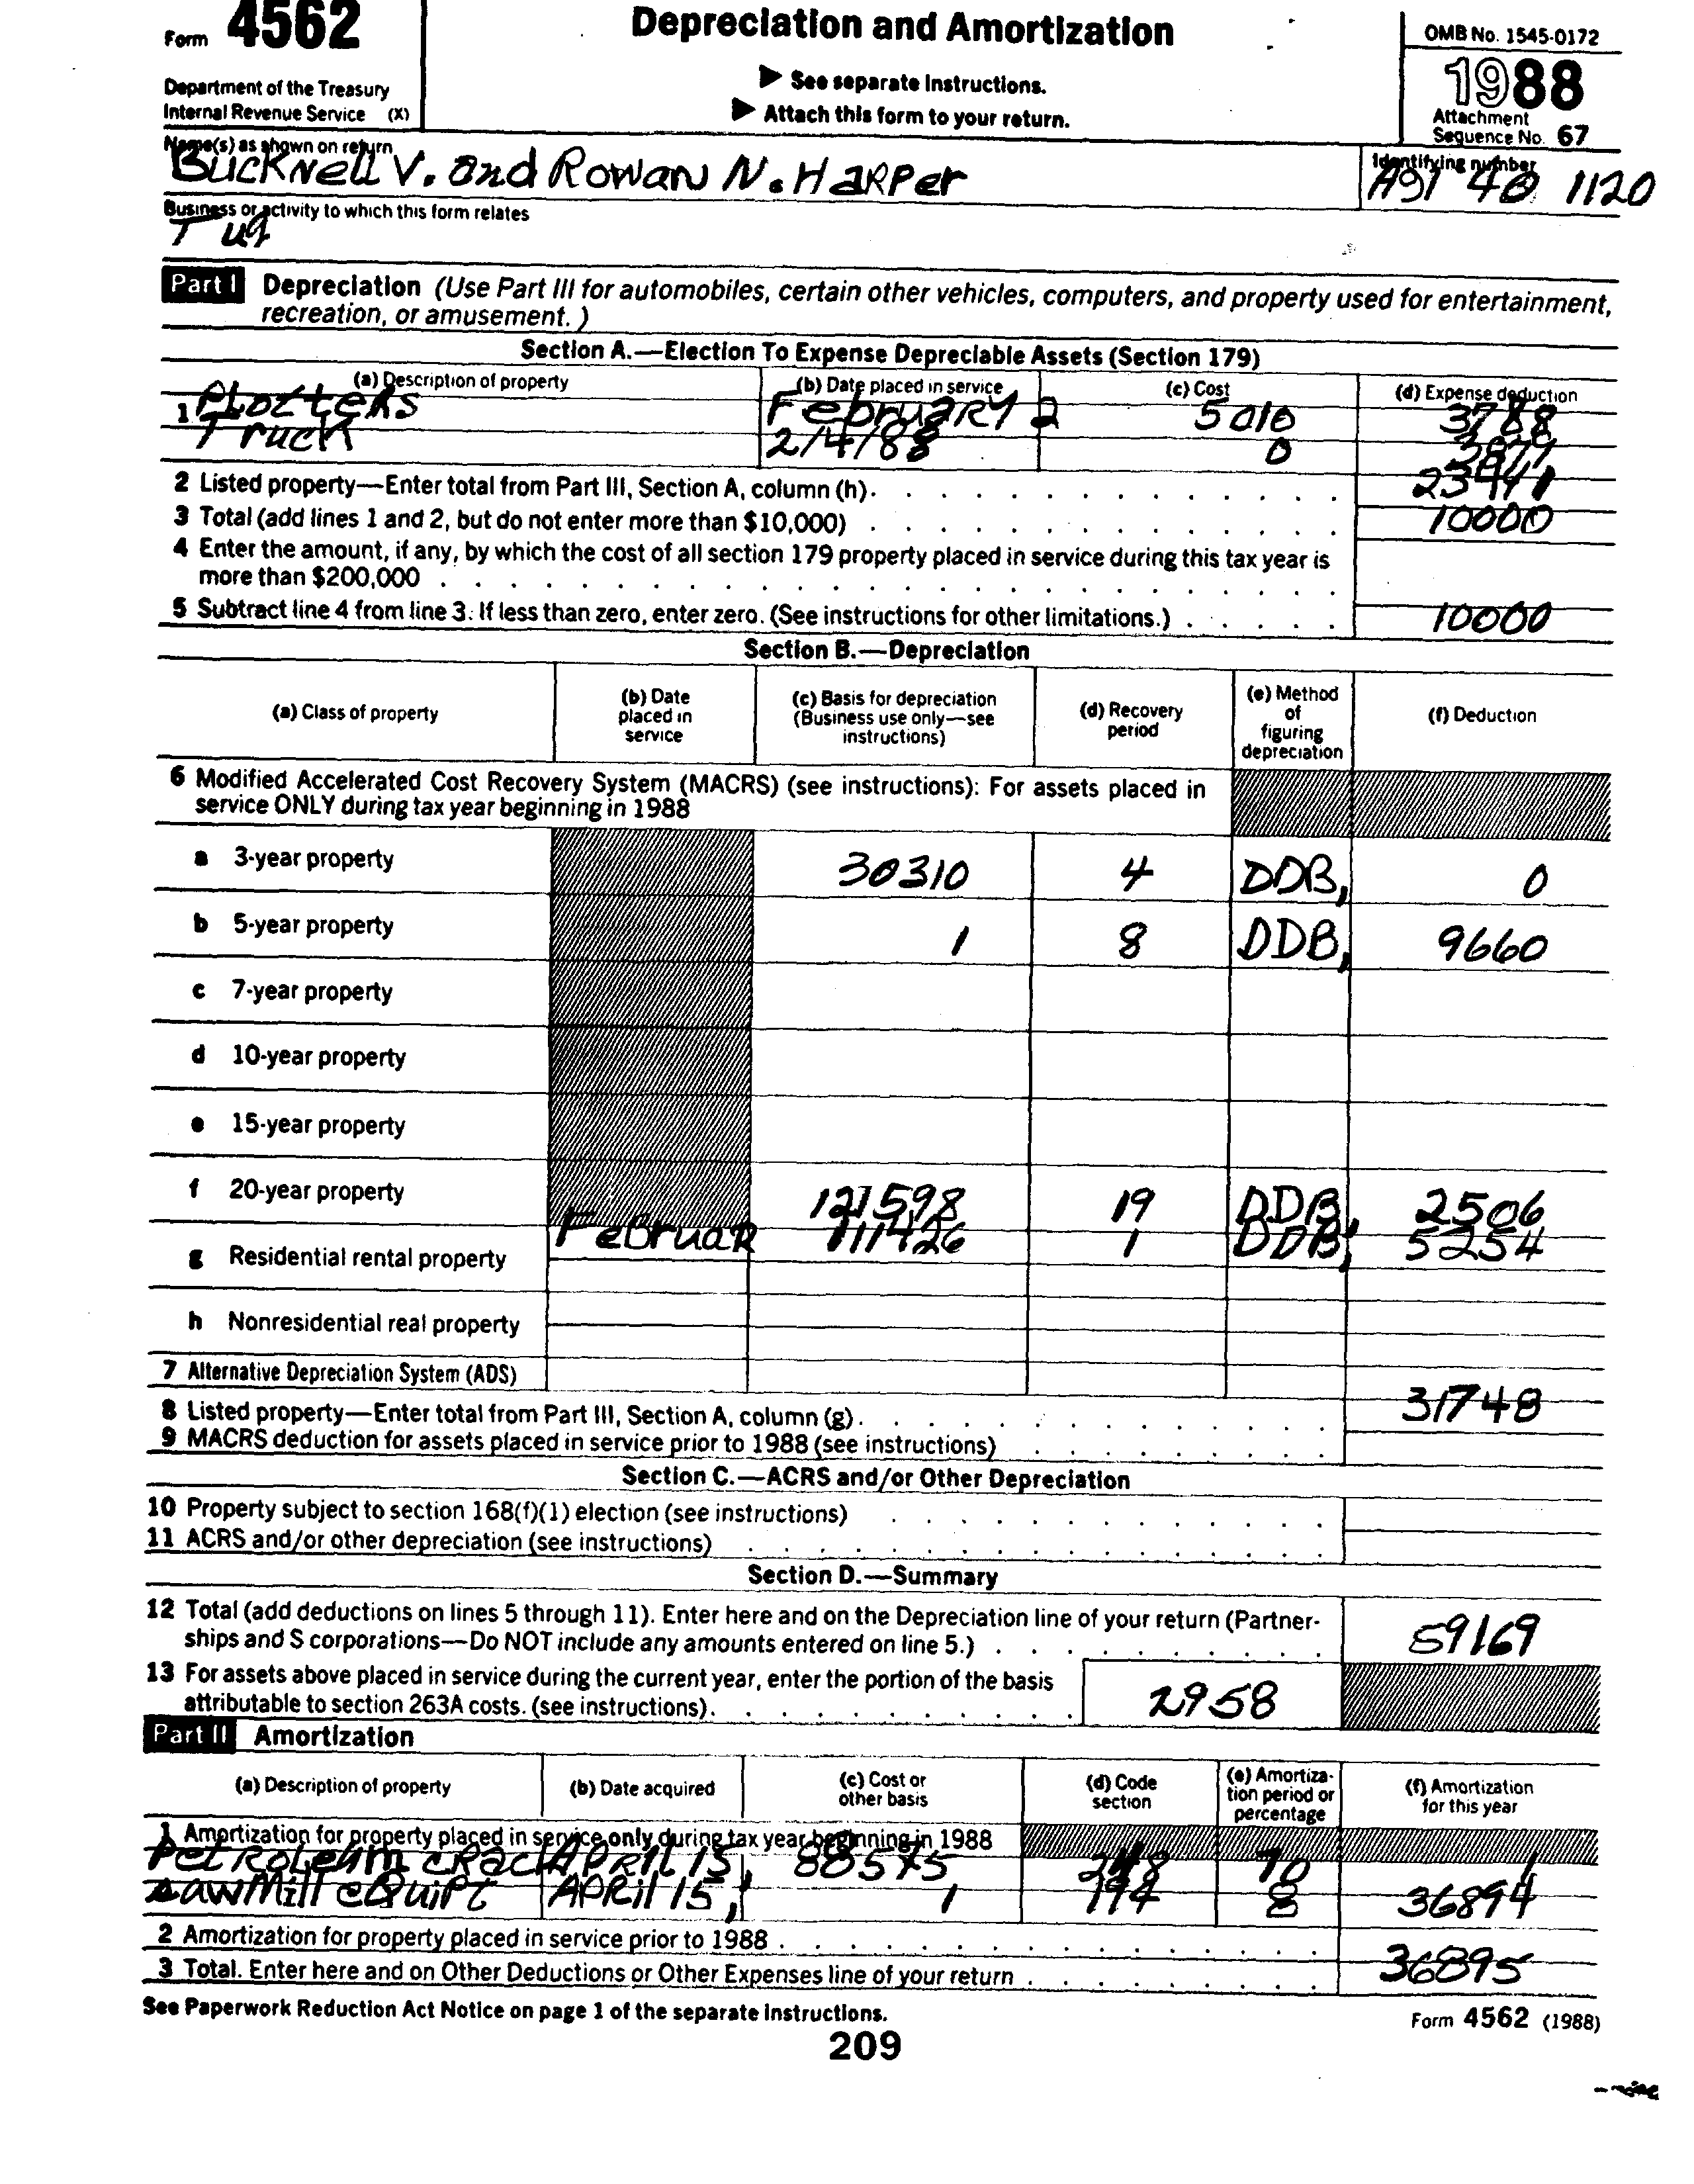 Form 4562
Depreciation and Amortization
OMB No. 1545-0172
Department of the Treasury
Internal Revenue Service (X)
▶ See separate Instructions.
▶ Attach this form to your return.
1988
Attachment
Sequence No. 67
Name(s) as shown on return
Identifying number
Bucknell V. and Rowan N. Harper
1120
Business or activity to which this form relates
Tug
Part I Depreciation (Use Part III for automobiles, certain other vehicles, computers, and property used for entertainment,
recreation, or amusement.)
Section A.—Election To Expense Depreciable Assets (Section 179)
(a) Description of property (b) Date placed in service (c) Cost (d) Expense deduction
1 Plotters February 2 5010 3788
Truck 2/4/88 0
2 Listed property—Enter total from Part III, Section A, column (h).
3 Total (add lines 1 and 2, but do not enter more than $10,000) 10000
4 Enter the amount, if any, by which the cost of all section 179 property placed in service during this tax year is
more than $200,000
5 Subtract line 4 from line 3. If less than zero, enter zero. (See instructions for other limitations.) 10000
Section B.—Depreciation
(a) Class of property
(b) Date
placed in
service
(c) Basis for depreciation
(Business use only—see
instructions)
(d) Recovery
period
(e) Method
of
figuring
depreciation
(f) Deduction
6 Modified Accelerated Cost Recovery System (MACRS) (see instructions): For assets placed in
service ONLY during tax year beginning in 1988
a 3-year property 30310 4 DDB, 0
b 5-year property 1 8 DDB, 9660
c 7-year property
d 10-year property
e 15-year property
f 20-year property 121598 19 DDB, 2506
g Residential rental property Februar 111426 1 DDB, 5254
h Nonresidential real property
7 Alternative Depreciation System (ADS)
8 Listed property—Enter total from Part III, Section A, column (g). 31748
9 MACRS deduction for assets placed in service prior to 1988 (see instructions)
Section C.—ACRS and/or Other Depreciation
10 Property subject to section 168(f)(1) election (see instructions)
11 ACRS and/or other depreciation (see instructions)
Section D.—Summary
12 Total (add deductions on lines 5 through 11). Enter here and on the Depreciation line of your return (Partner-
ships and S corporations—Do NOT include any amounts entered on line 5.) 59169
13 For assets above placed in service during the current year, enter the portion of the basis
attributable to section 263A costs. (see instructions). 2958
Part II Amortization
(a) Description of property
(b) Date acquired
(c) Cost or
other basis
(d) Code
section
(e) Amortiza-
tion period or
percentage
(f) Amortization
for this year
1 Amortization for property placed in service only during tax year beginning in 1988
Petroleum crac April 15, 88575 248 70 1
Sawmill equipt April 15, 1 194 8 36894
2 Amortization for property placed in service prior to 1988
3 Total. Enter here and on Other Deductions or Other Expenses line of your return 36895
See Paperwork Reduction Act Notice on page 1 of the separate Instructions.
Form 4562 (1988)
209